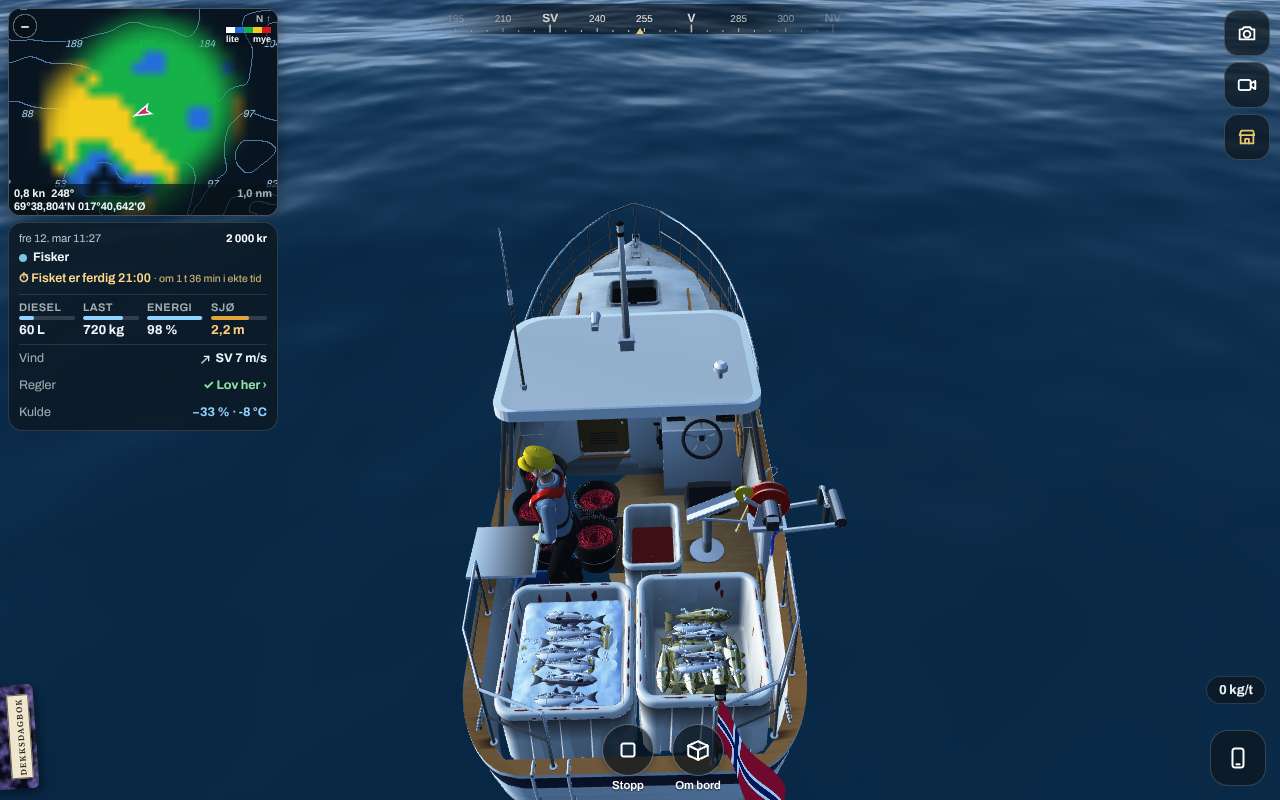 N ↑
lite mye
189
184
88
97
53
97
0,8 kn 248°
1,0 nm
69°38,804'N 017°40,642'Ø
195 210 SV 240 255 V 285 300 NV
fre 12. mar 11:27 2 000 kr
Fisker
Fisket er ferdig 21:00 · om 1 t 36 min i ekte tid
DIESEL LAST ENERGI SJØ
60 L 720 kg 98 % 2,2 m
Vind ↗ SV 7 m/s
Regler ✓ Lov her ›
Kulde −33 % · -8 °C
DEKKSDAGBOK
0 kg/t
Stopp Om bord